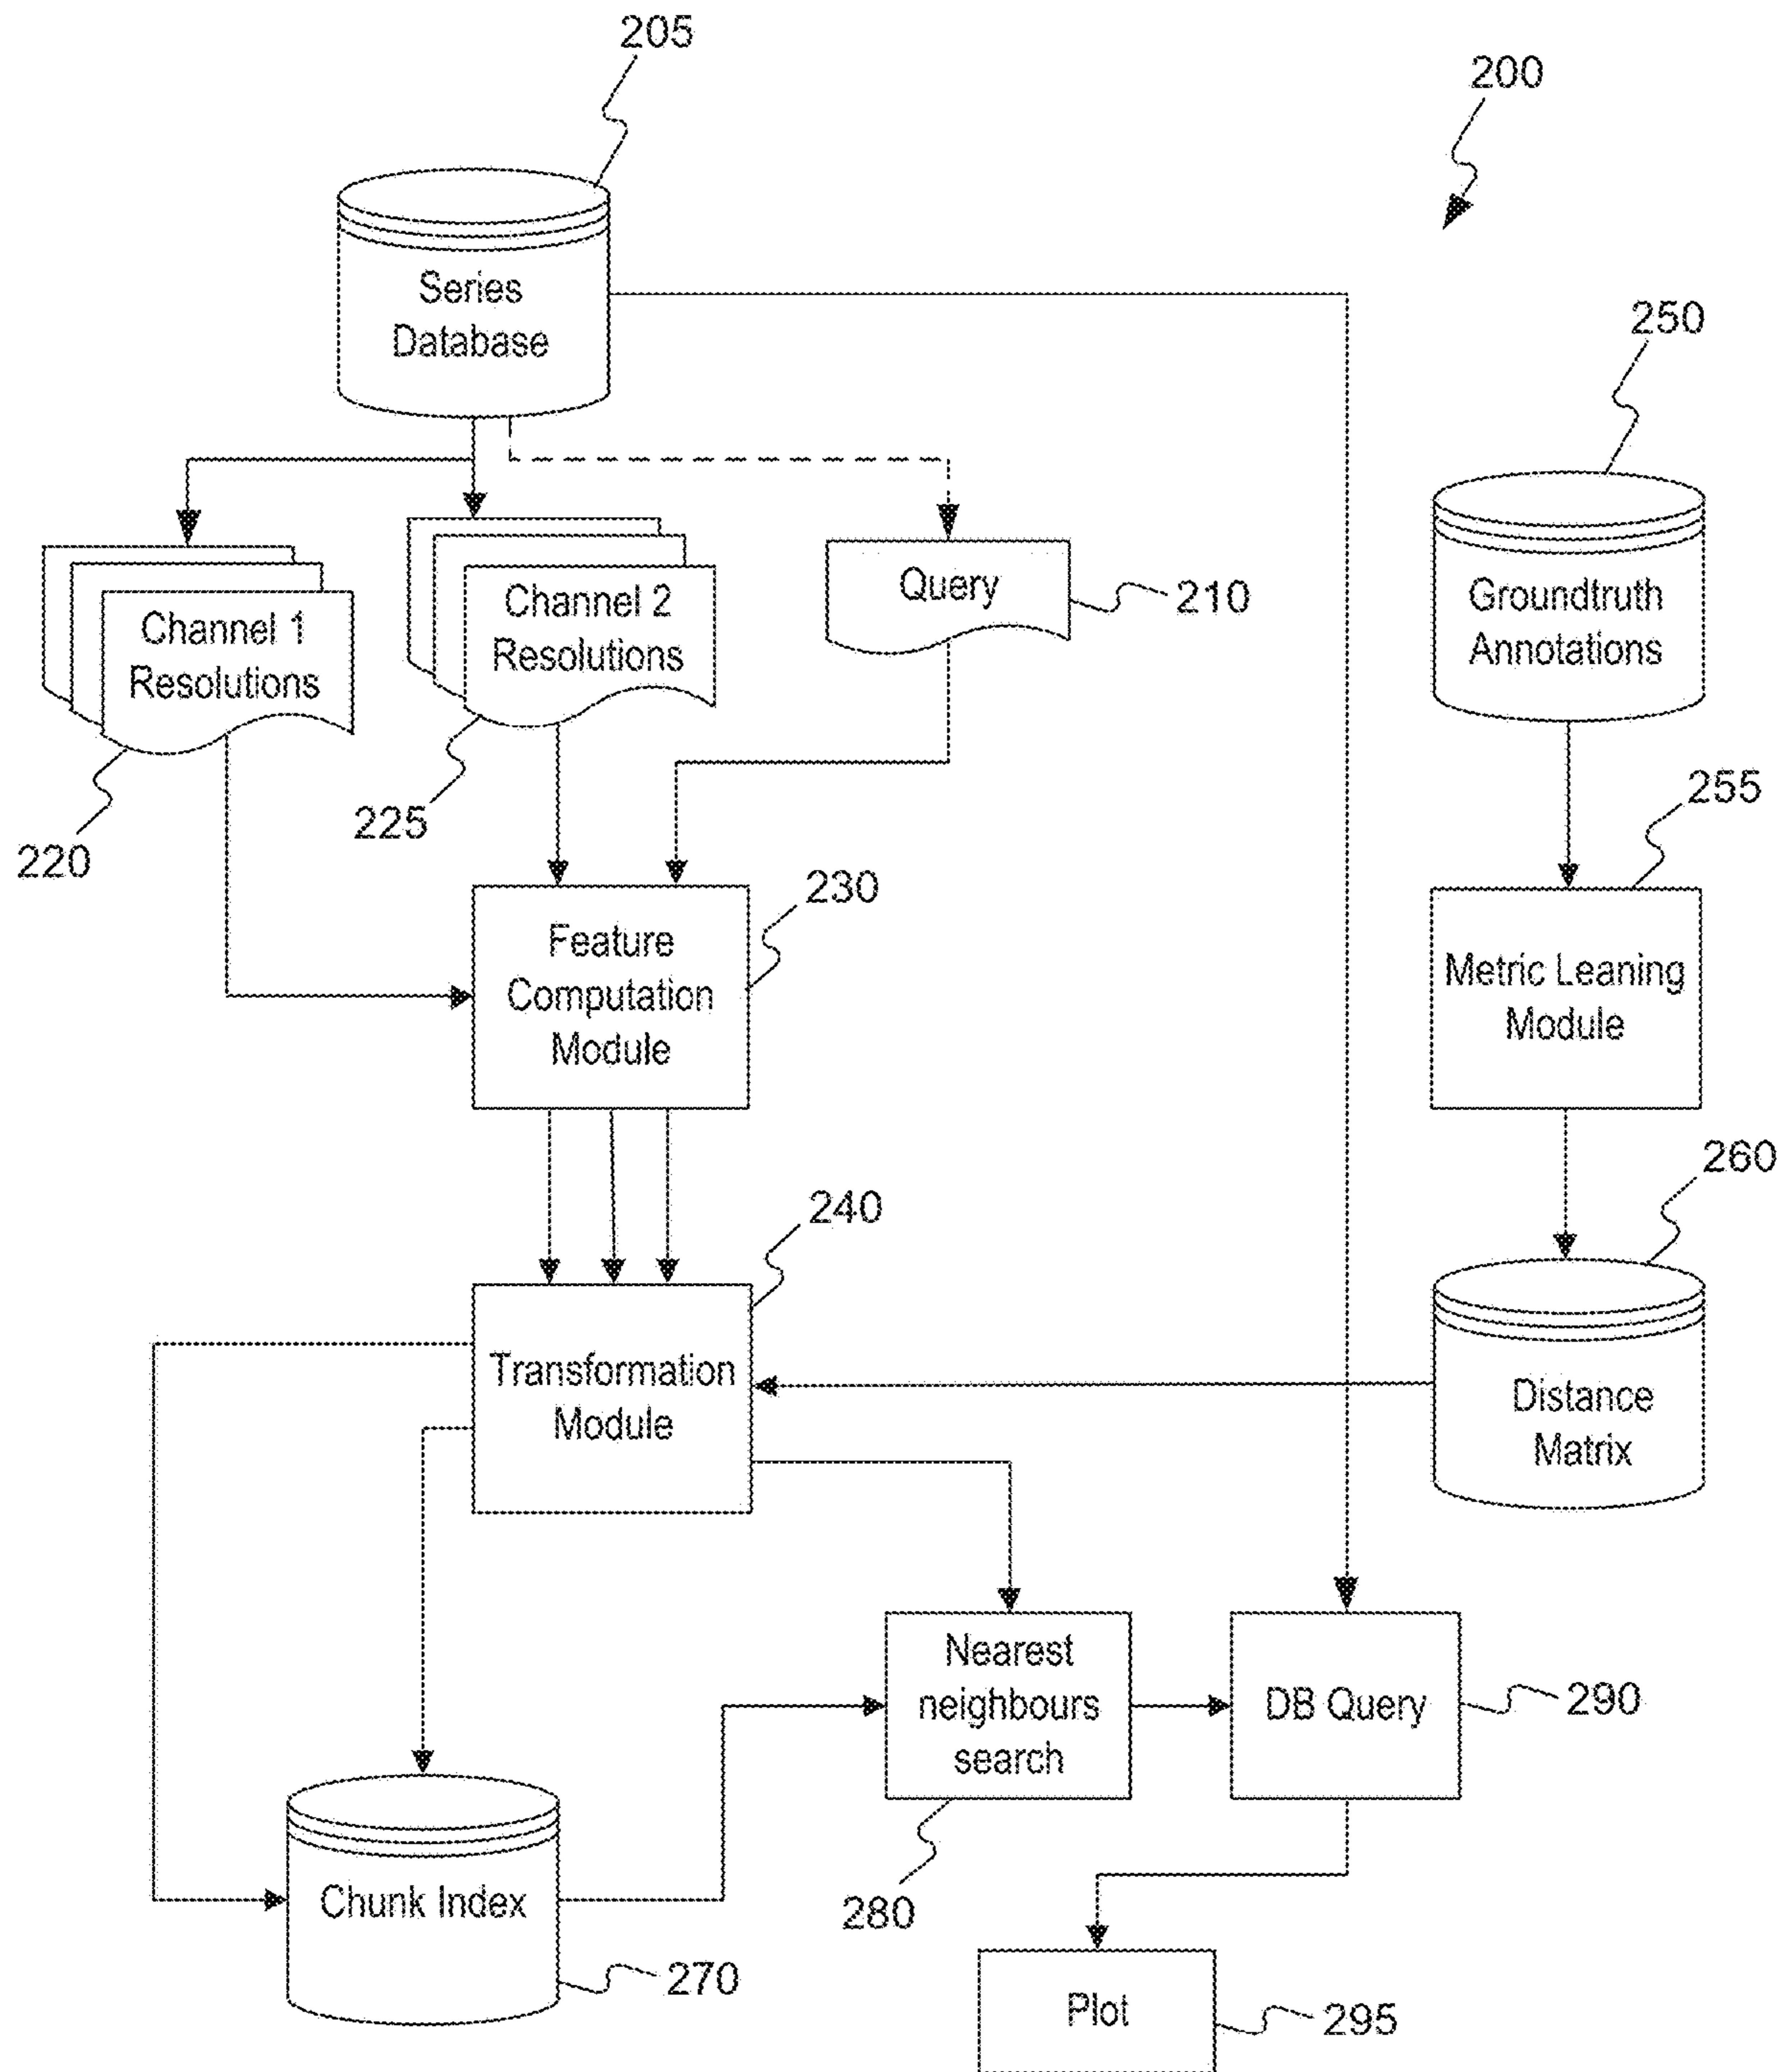 205
200
Series
Database
250
Channel 1
Resolutions
Channel 2
Resolutions
Query
210
Groundtruth
Annotations
220
225
255
230
Feature
Computation
Module
Metric Leaning
Module
240
260
Transformation
Module
Distance
Matrix
Nearest
neighbours
search
DB Query
290
280
Chunk Index
270
Plot
295